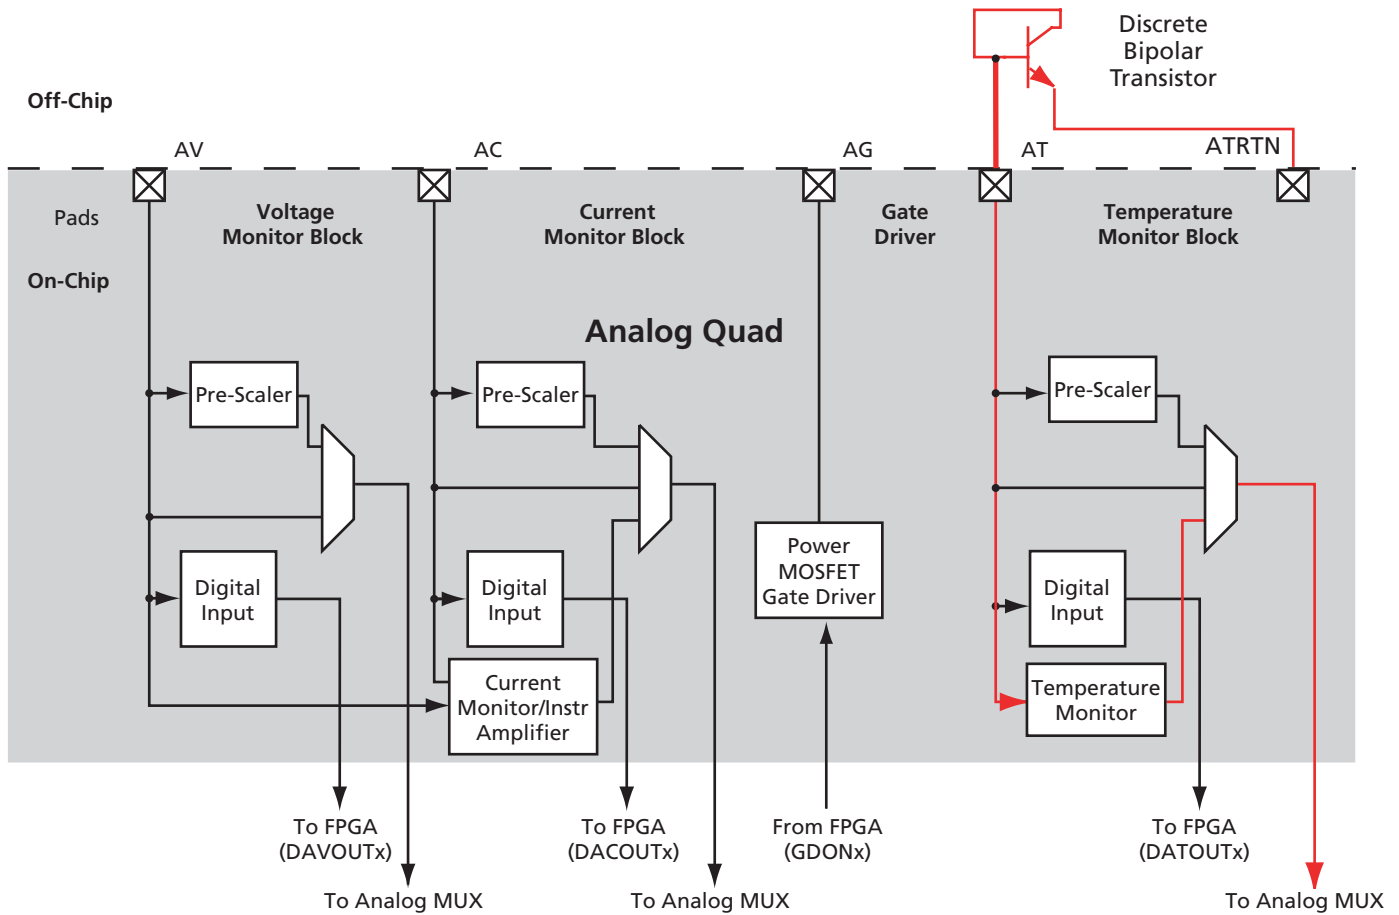 Discrete
Bipolar
Transistor
Off-Chip
AV
AC
AG
AT
ATRTN
Pads
Voltage
Monitor Block
Current
Monitor Block
Gate
Driver
Temperature
Monitor Block
On-Chip
Analog Quad
Pre-Scaler
Pre-Scaler
Pre-Scaler
Digital
Input
Digital
Input
Power
MOSFET
Gate Driver
Digital
Input
Current
Monitor/Instr
Amplifier
Temperature
Monitor
To FPGA
(DAVOUTx)
To FPGA
(DACOUTx)
From FPGA
(GDONx)
To FPGA
(DATOUTx)
To Analog MUX
To Analog MUX
To Analog MUX